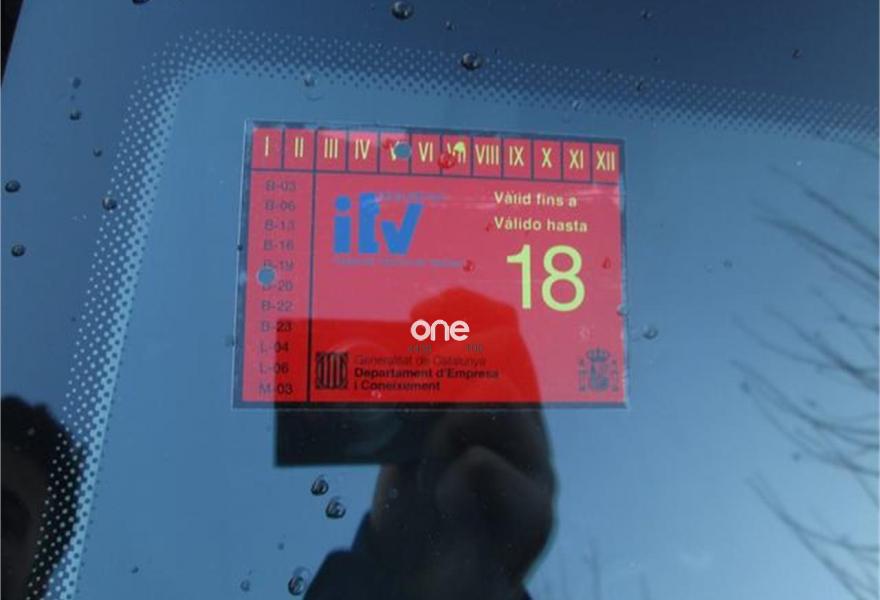 I II III IV V VI VII VIII IX X XI XII
B-03
B-06
B-13
B-16
B-19
B-20
B-22
B-23
L-04
L-06
M-03
itv
Vàlid fins a
Válido hasta
18
one
Generalitat de Catalunya
Departament d'Empresa
i Coneixement